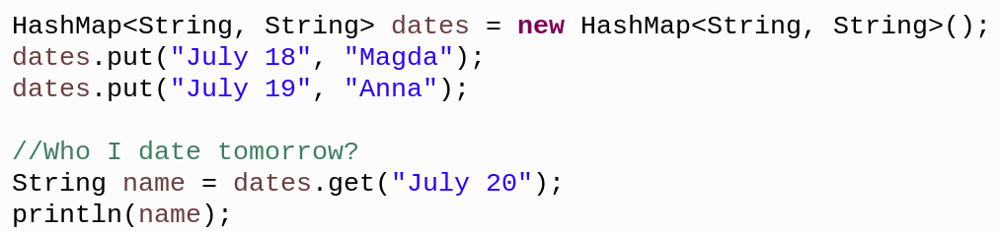 HashMap<String, String> dates = new HashMap<String, String>();
dates.put("July 18", "Magda");
dates.put("July 19", "Anna");
//Who I date tomorrow?
String name = dates.get("July 20");
println(name);